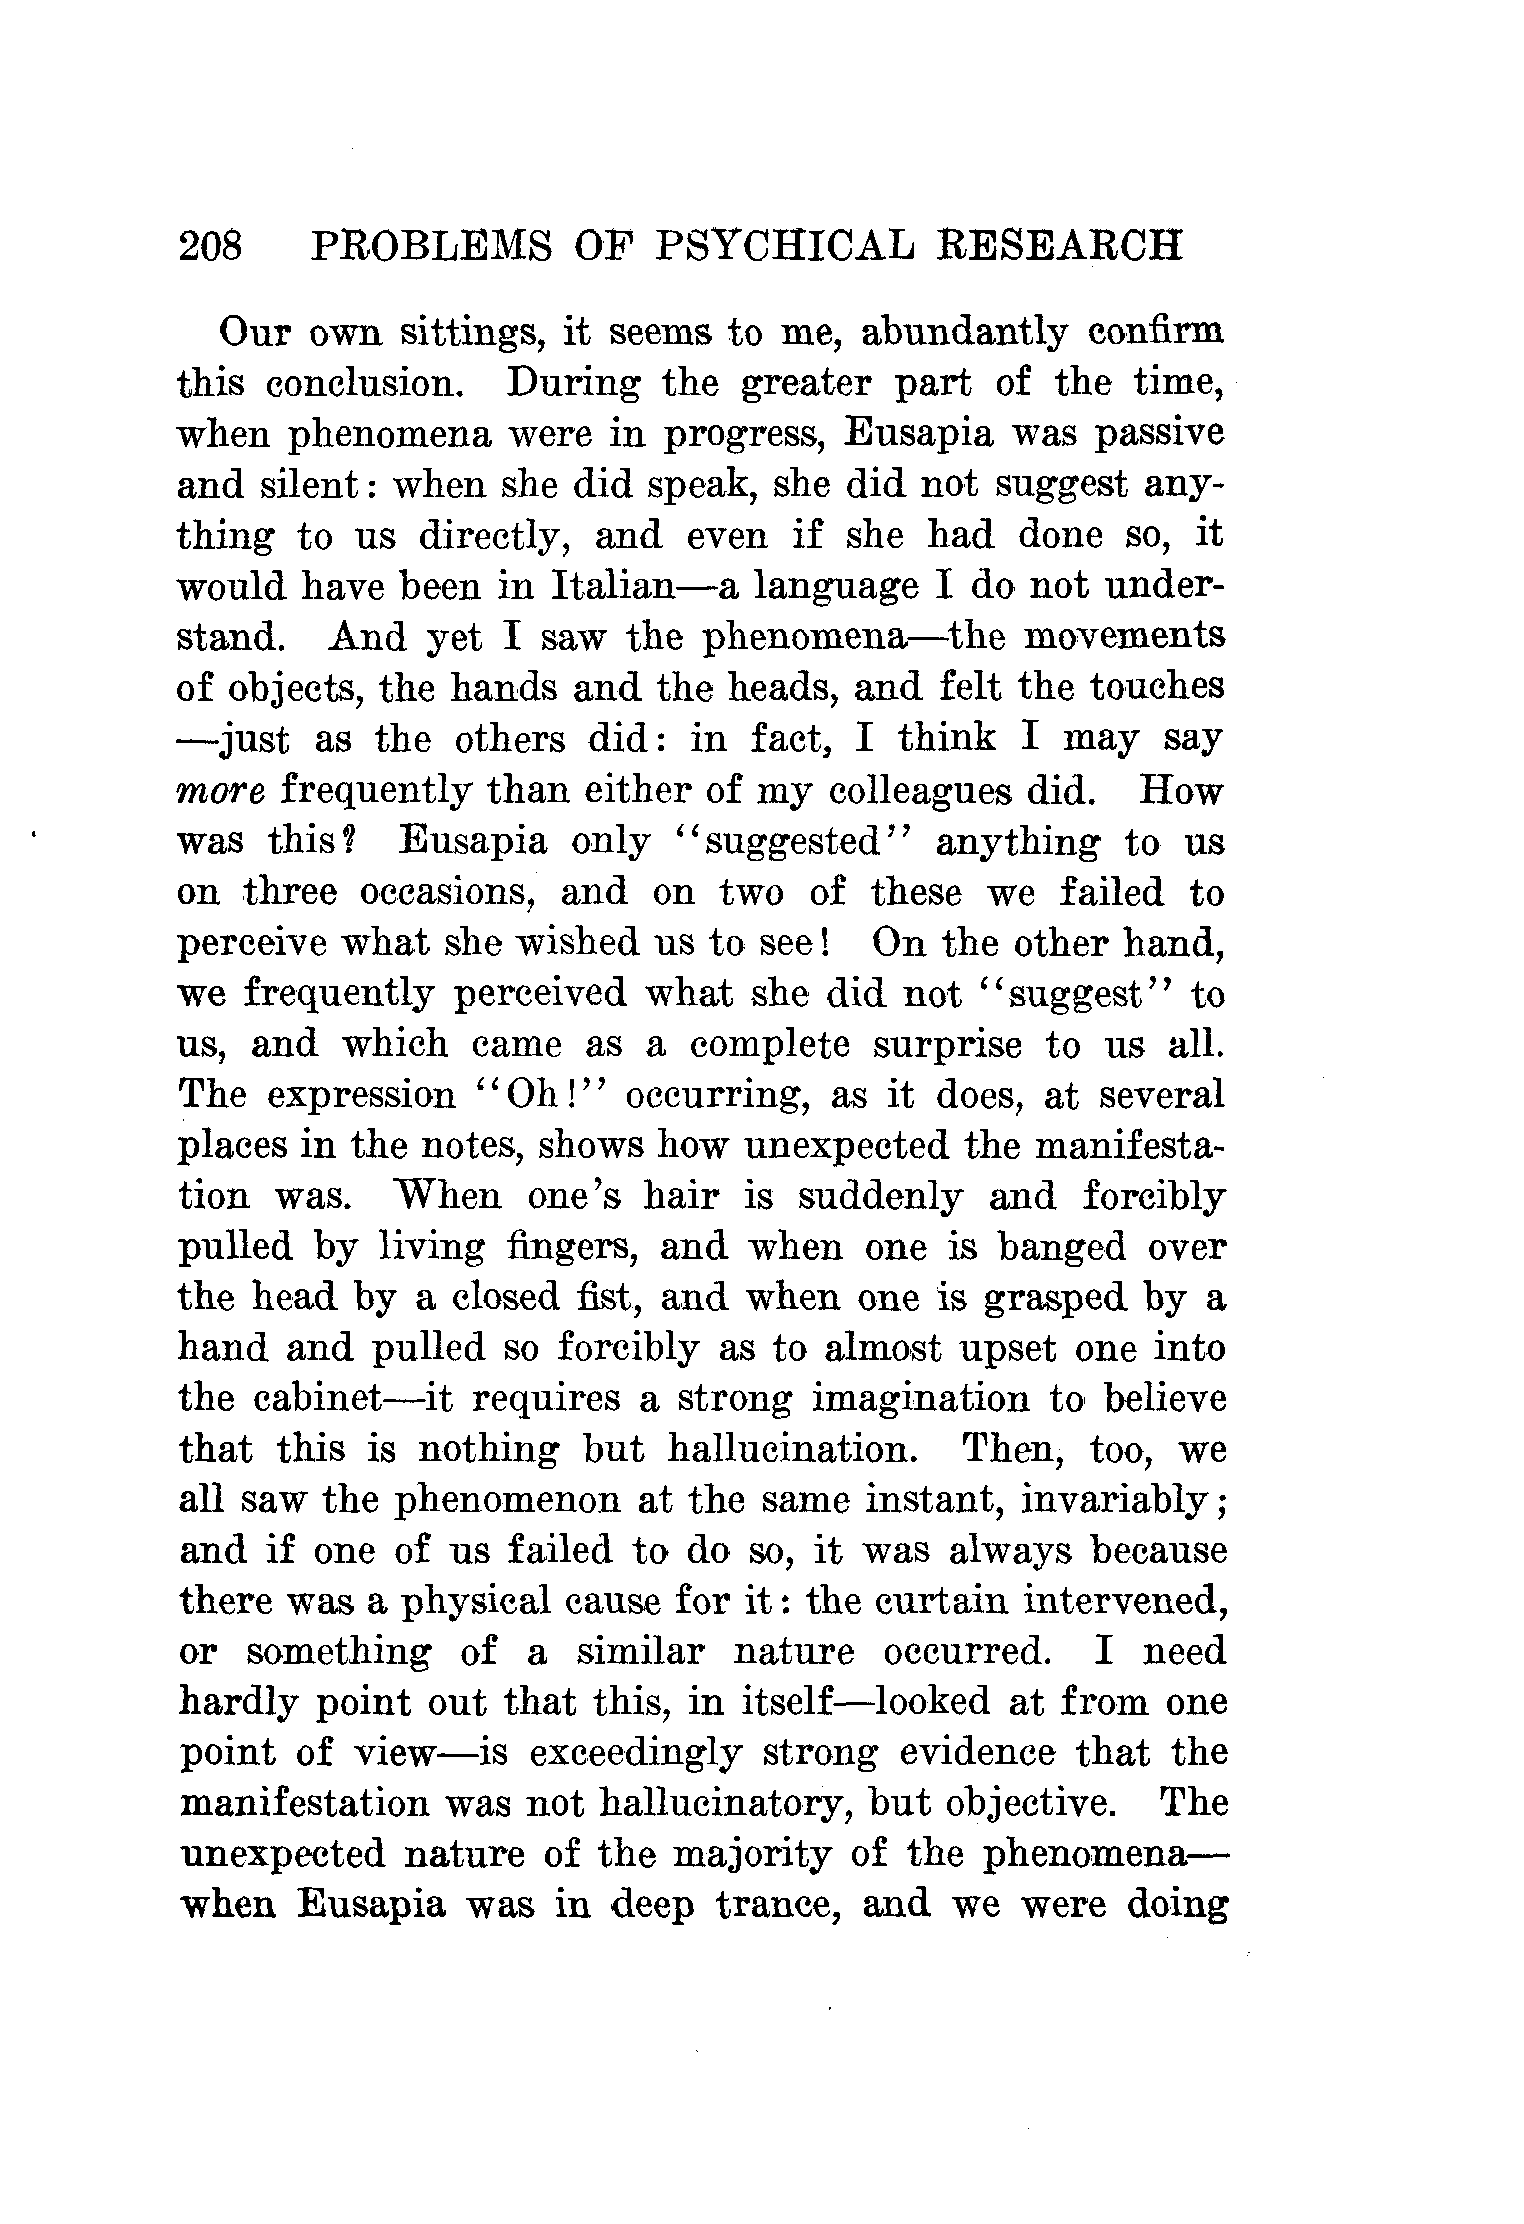 208 PROBLEMS OF PSYCHICAL RESEARCH
Our own sittings, it seems to me, abundantly confirm
this conclusion. During the greater part of the time,
when phenomena were in progress, Eusapia was passive
and silent: when she did speak, she did not suggest any-
thing to us directly, and even if she had done so, it
would have been in Italian—a language I do not under-
stand. And yet I saw the phenomena—the movements
of objects, the hands and the heads, and felt the touches
—just as the others did: in fact, I think I may say
more frequently than either of my colleagues did. How
was this? Eusapia only "suggested" anything to us
on three occasions, and on two of these we failed to
perceive what she wished us to see! On the other hand,
we frequently perceived what she did not "suggest" to
us, and which came as a complete surprise to us all.
The expression "Oh!" occurring, as it does, at several
places in the notes, shows how unexpected the manifesta-
tion was. When one's hair is suddenly and forcibly
pulled by living fingers, and when one is banged over
the head by a closed fist, and when one is grasped by a
hand and pulled so forcibly as to almost upset one into
the cabinet—it requires a strong imagination to believe
that this is nothing but hallucination. Then, too, we
all saw the phenomenon at the same instant, invariably;
and if one of us failed to do so, it was always because
there was a physical cause for it: the curtain intervened,
or something of a similar nature occurred. I need
hardly point out that this, in itself—looked at from one
point of view—is exceedingly strong evidence that the
manifestation was not hallucinatory, but objective. The
unexpected nature of the majority of the phenomena—
when Eusapia was in deep trance, and we were doing